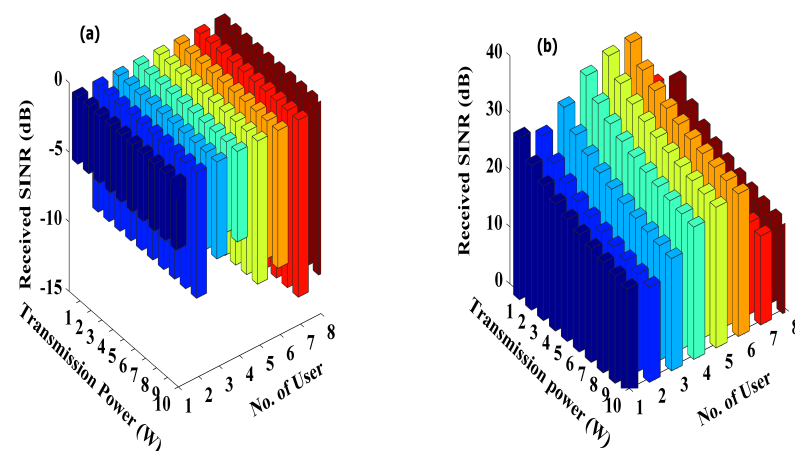 (a)
Received SINR (dB)
0
-5
-10
-15
Transmission Power (W)
1 2 3 4 5 6 7 8 9 10
1 2 3 4 5 6 7 8
No. of User
(b)
Received SINR (dB)
40
30
20
10
0
Transmission power (W)
1 2 3 4 5 6 7 8 9 10
1 2 3 4 5 6 7 8
No. of User